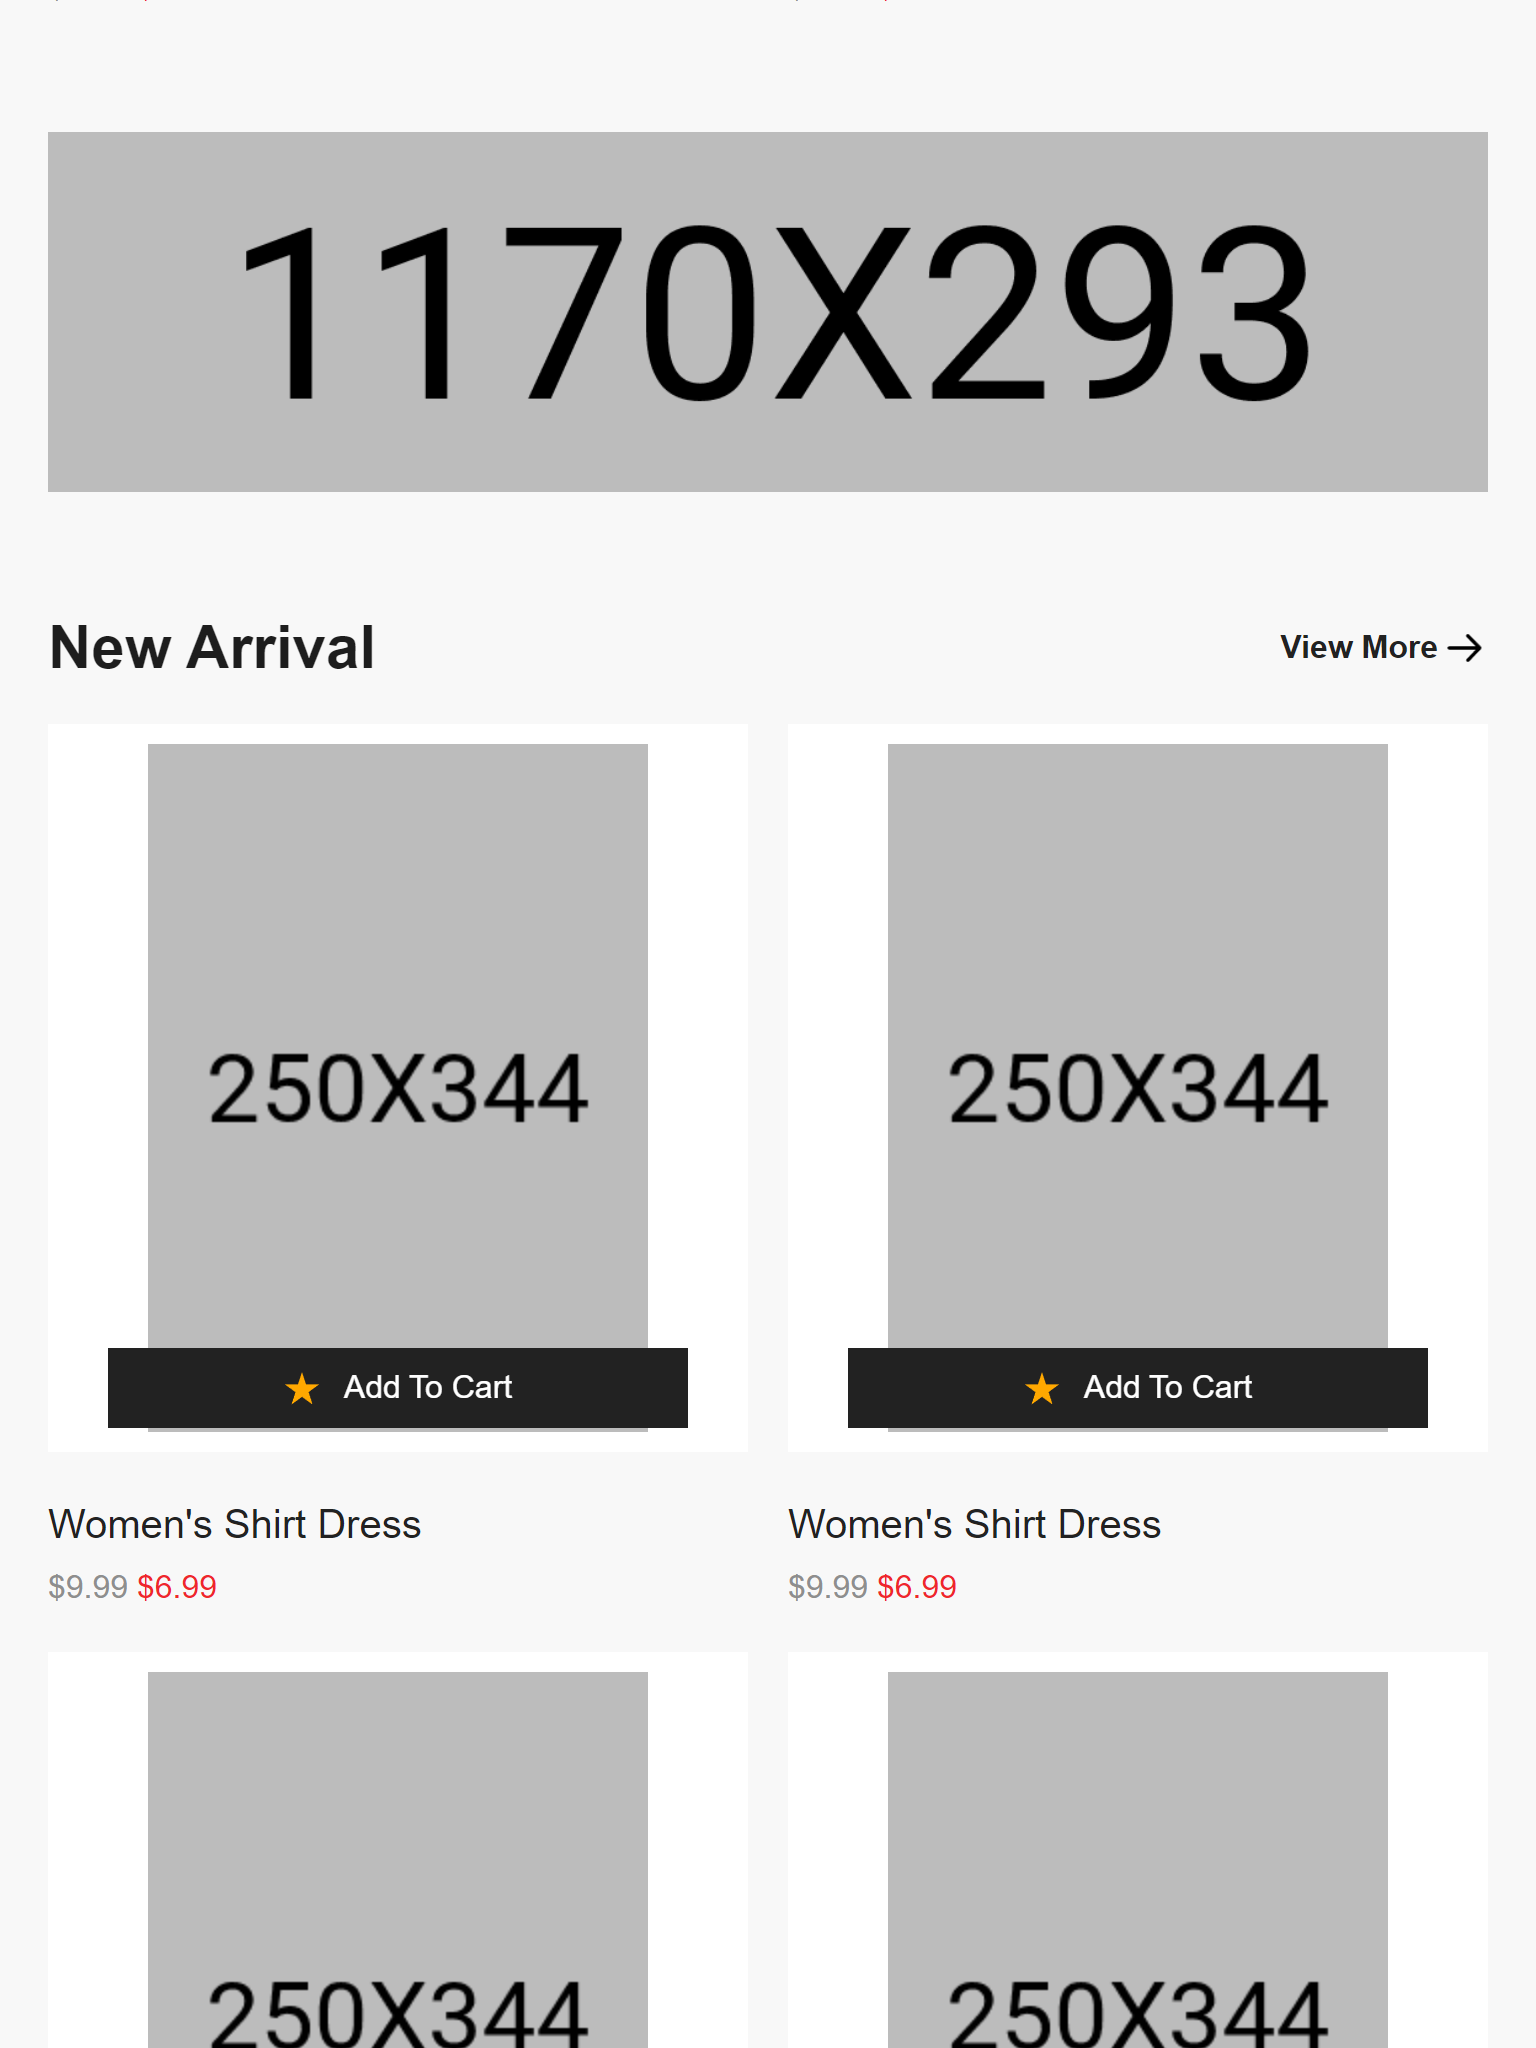 1170X293
New Arrival
View More
250X344
250X344
Add To Cart
Add To Cart
Women's Shirt Dress
Women's Shirt Dress
$9.99 $6.99
$9.99 $6.99
250X344
250X344